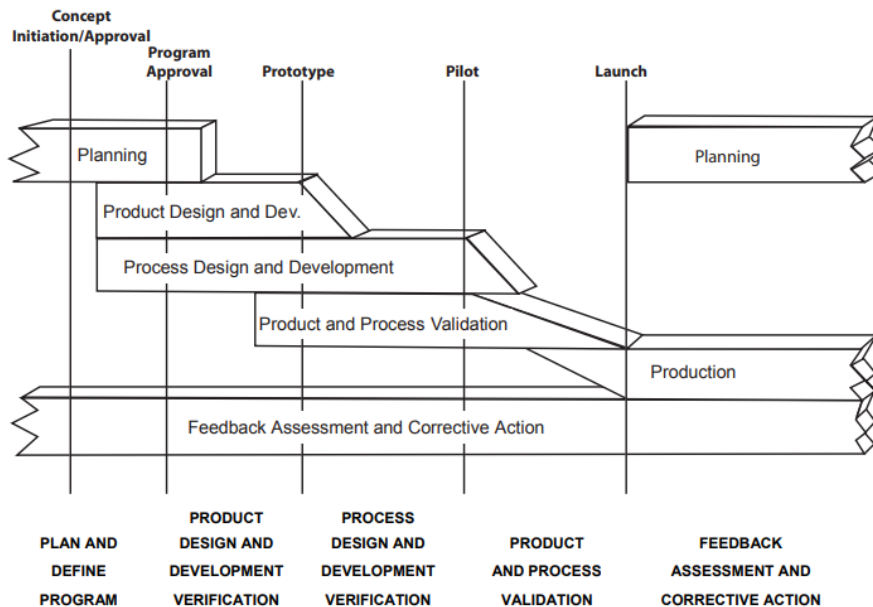 Concept
Initiation/Approval
Program
Approval
Prototype
Pilot
Launch
Planning
Planning
Product Design and Dev.
Process Design and Development
Product and Process Validation
Production
Feedback Assessment and Corrective Action
PLAN AND
DEFINE
PROGRAM
PRODUCT
DESIGN AND
DEVELOPMENT
VERIFICATION
PROCESS
DESIGN AND
DEVELOPMENT
VERIFICATION
PRODUCT
AND PROCESS
VALIDATION
FEEDBACK
ASSESSMENT AND
CORRECTIVE ACTION